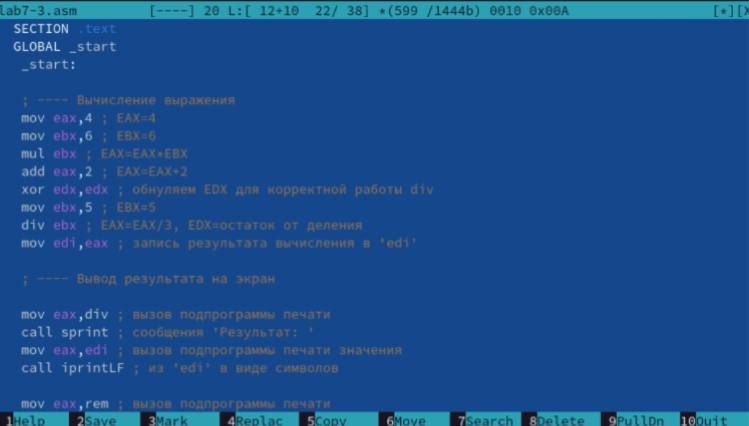 lab7-3.asm [----] 20 L:[ 12+10 22/ 38] *(599 /1444b) 0010 0x00A [*][X
SECTION .text
GLOBAL _start
_start:
; ---- Вычисление выражения
mov eax,4 ; EAX=4
mov ebx,6 ; EBX=6
mul ebx ; EAX=EAX*EBX
add eax,2 ; EAX=EAX+2
xor edx,edx ; обнуляем EDX для корректной работы div
mov ebx,5 ; EBX=5
div ebx ; EAX=EAX/3, EDX=остаток от деления
mov edi,eax ; запись результата вычисления в 'edi'
; ---- Вывод результата на экран
mov eax,div ; вызов подпрограммы печати
call sprint ; сообщения 'Результат: '
mov eax,edi ; вызов подпрограммы печати значения
call iprintLF ; из 'edi' в виде символов
mov eax,rem ; вызов подпрограммы печати
1Help 2Save 3Mark 4Replac 5Copy 6Move 7Search 8Delete 9PullDn 10Quit